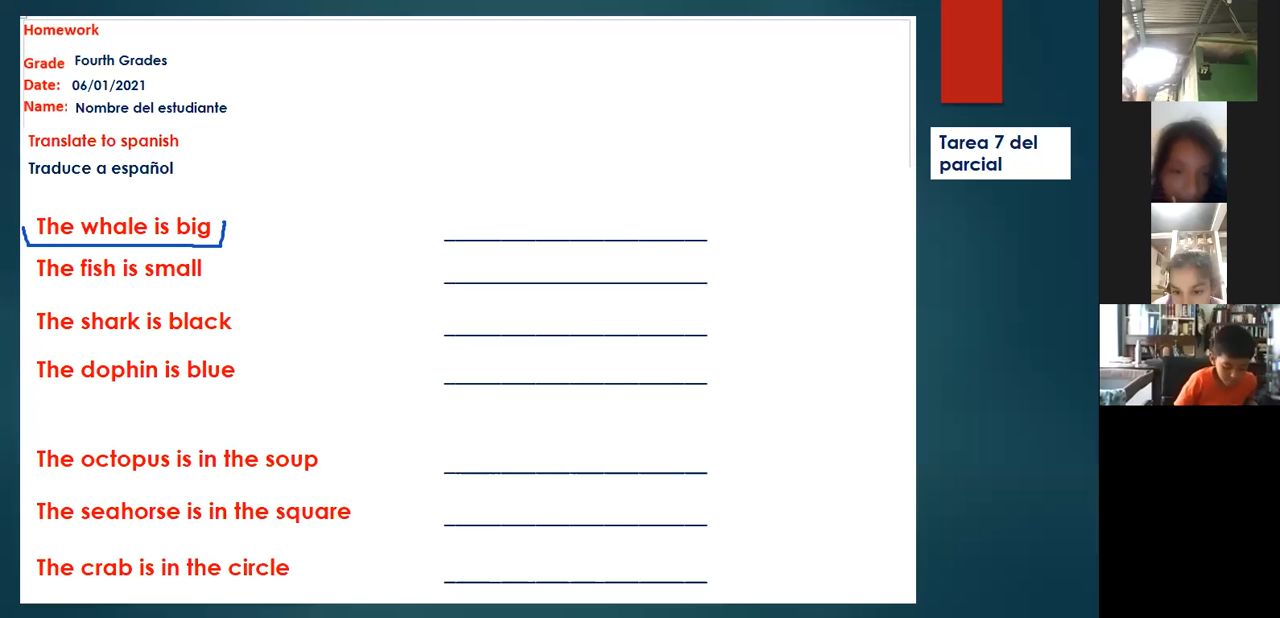 Homework
Grade Fourth Grades
Date: 06/01/2021
Name: Nombre del estudiante
Translate to spanish
Traduce a español
Tarea 7 del
parcial
The whale is big
The fish is small
The shark is black
The dophin is blue
The octopus is in the soup
The seahorse is in the square
The crab is in the circle